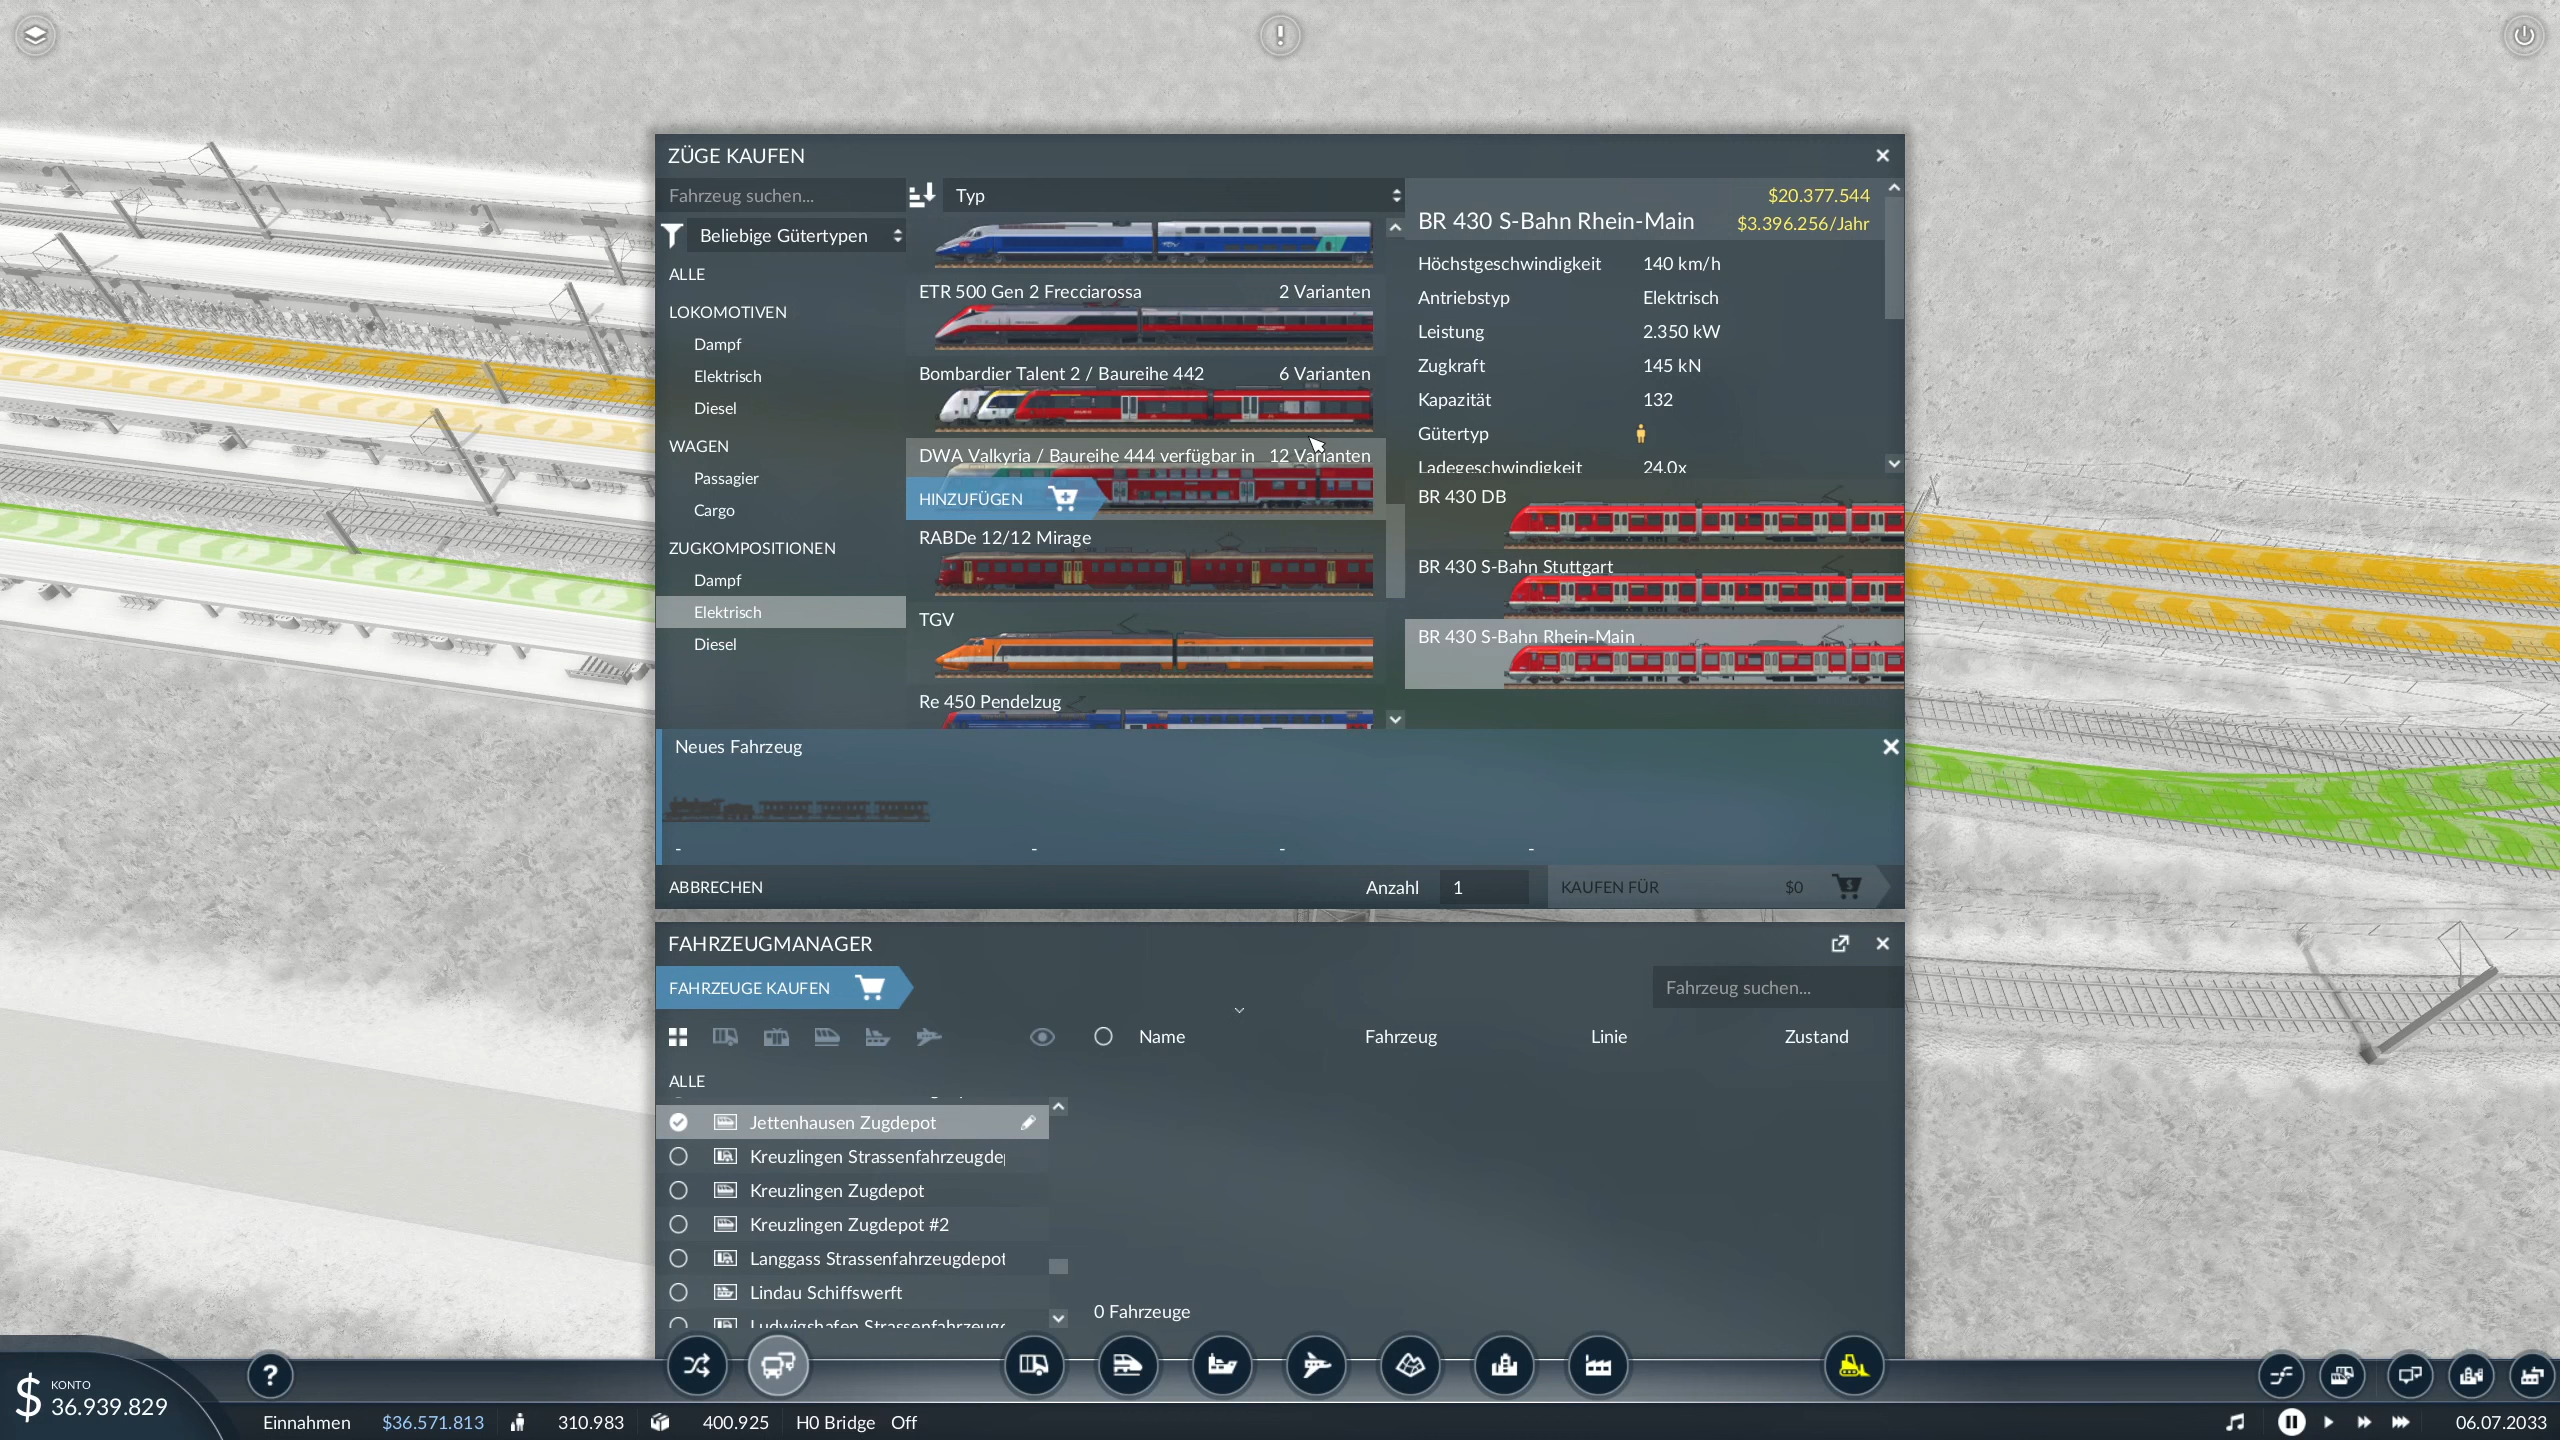 ZÜGE KAUFEN
Fahrzeug suchen...
Typ
Beliebige Gütertypen
ALLE
LOKOMOTIVEN
Dampf
Elektrisch
Diesel
WAGEN
Passagier
Cargo
ZUGKOMPOSITIONEN
Dampf
Elektrisch
Diesel
ETR 500 Gen 2 Frecciarossa 2 Varianten
Bombardier Talent 2 / Baureihe 442 6 Varianten
DWA Valkyria / Baureihe 444 verfügbar in 12 Varianten
HINZUFÜGEN
RABDe 12/12 Mirage
TGV
Re 450 Pendelzug
$20.377.544
BR 430 S-Bahn Rhein-Main $3.396.256/Jahr
Höchstgeschwindigkeit 140 km/h
Antriebstyp Elektrisch
Leistung 2.350 kW
Zugkraft 145 kN
Kapazität 132
Gütertyp
Ladegeschwindigkeit 24.0x
BR 430 DB
BR 430 S-Bahn Stuttgart
BR 430 S-Bahn Rhein-Main
Neues Fahrzeug
- - - -
ABBRECHEN Anzahl 1 KAUFEN FÜR $0
FAHRZEUGMANAGER
FAHRZEUGE KAUFEN Fahrzeug suchen...
Name Fahrzeug Linie Zustand
ALLE
Jettenhausen Zugdepot
Kreuzlingen Strassenfahrzeugde
Kreuzlingen Zugdepot
Kreuzlingen Zugdepot #2
Langgass Strassenfahrzeugdepot
Lindau Schiffswerft
Ludwigshafen Strassenfahrzeug
0 Fahrzeuge
KONTO
$ 36.939.829
?
Einnahmen $36.571.813 310.983 400.925 H0 Bridge Off 06.07.2033